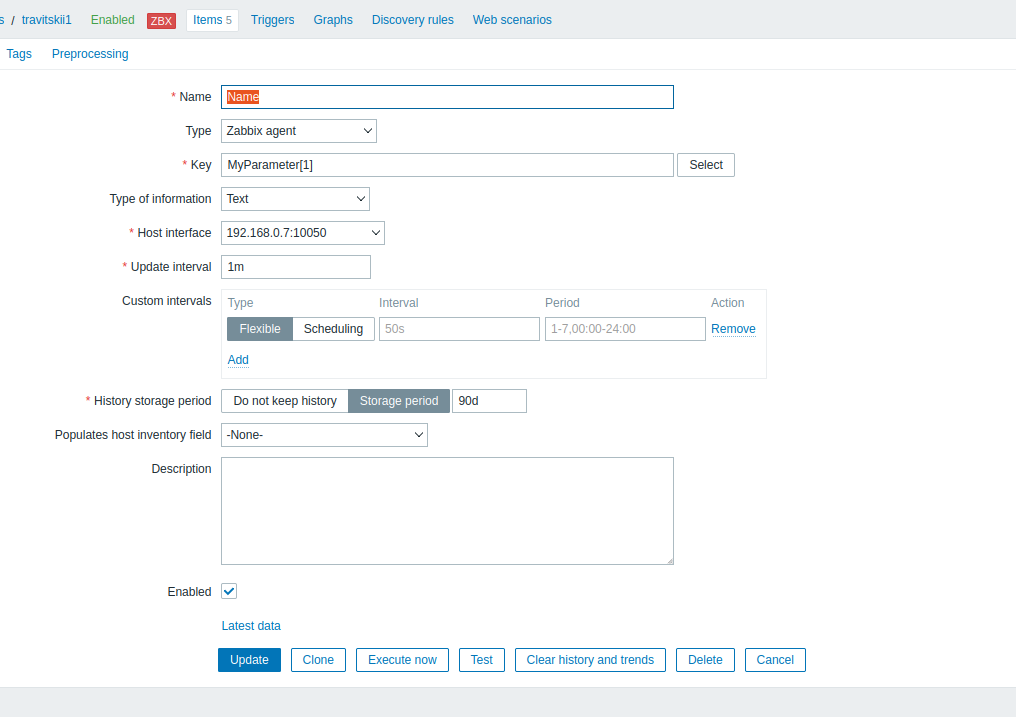 s / travitskii1 Enabled ZBX Items 5 Triggers Graphs Discovery rules Web scenarios
Tags Preprocessing
* Name Name
Type Zabbix agent
* Key MyParameter[1] Select
Type of information Text
* Host interface 192.168.0.7:10050
* Update interval 1m
Custom intervals Type Interval Period Action
Flexible Scheduling 50s 1-7,00:00-24:00 Remove
Add
* History storage period Do not keep history Storage period 90d
Populates host inventory field -None-
Description
Enabled
Latest data
Update Clone Execute now Test Clear history and trends Delete Cancel